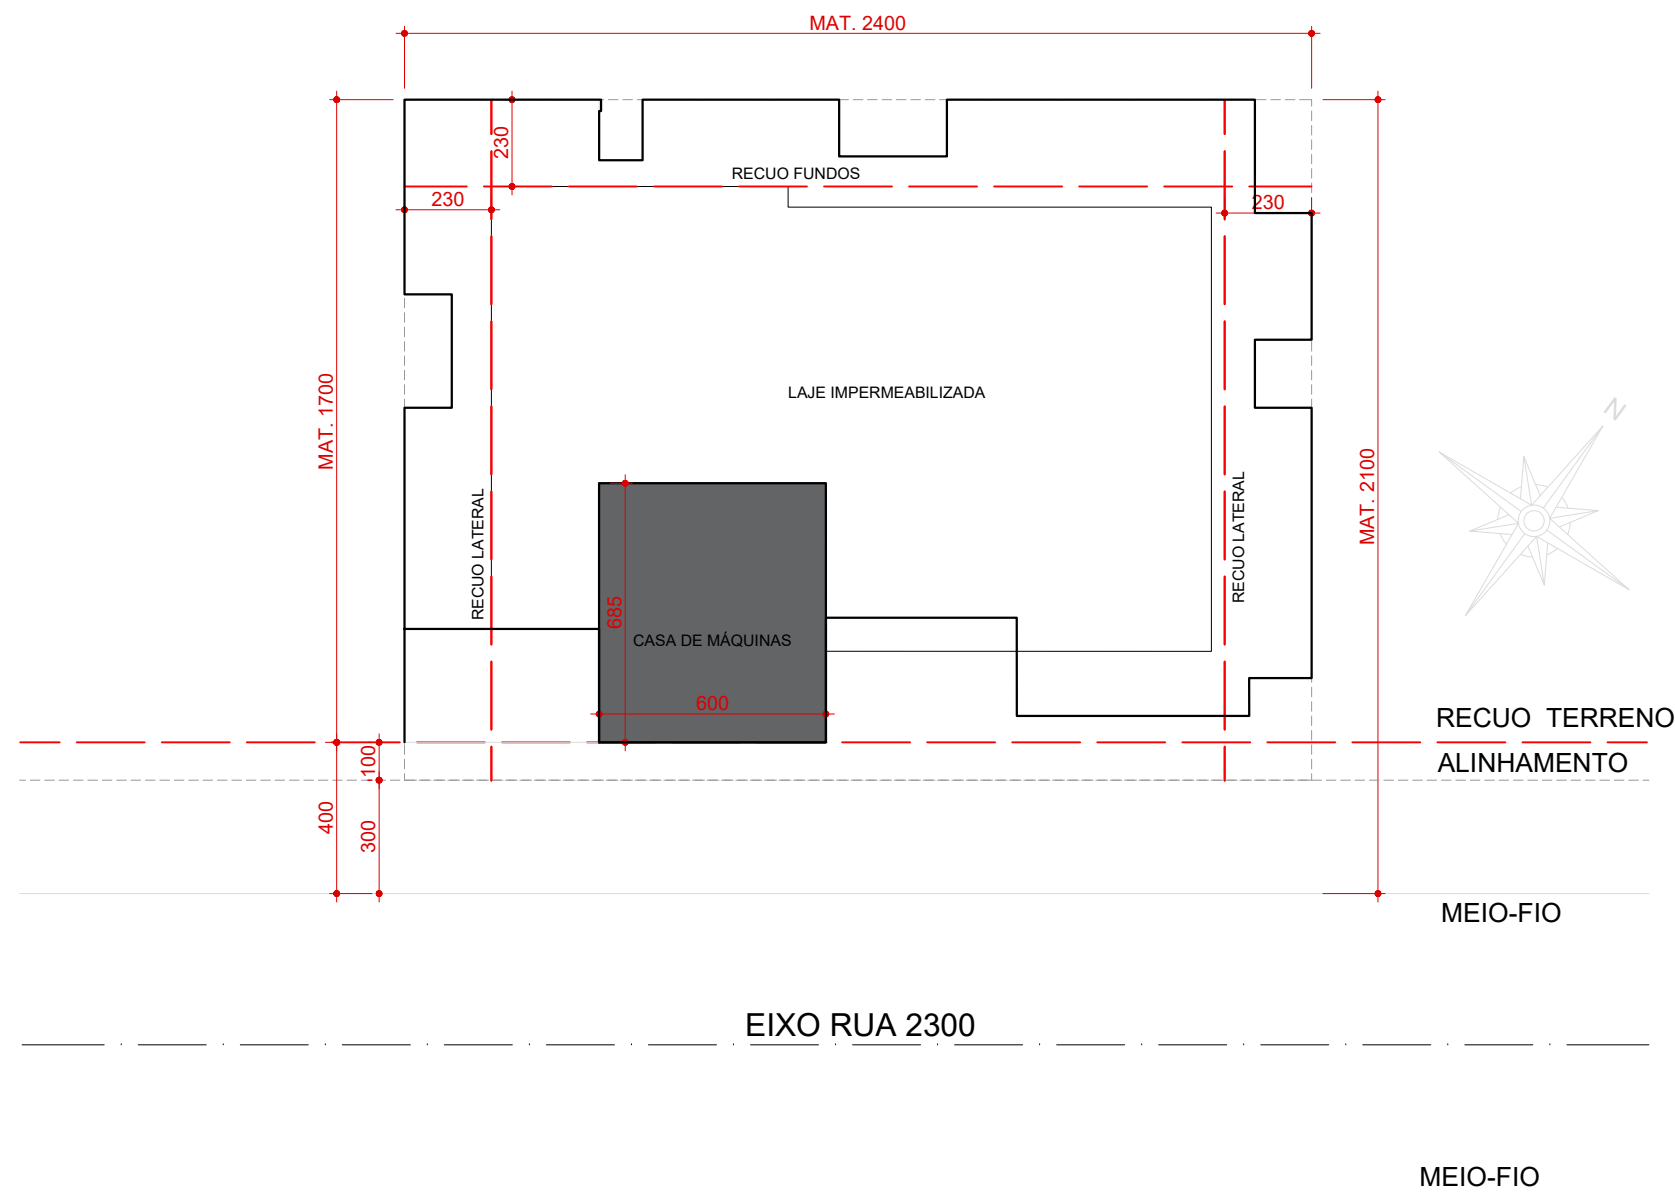 MAT. 2400
230
RECUO FUNDOS
230
230
LAJE IMPERMEABILIZADA
MAT. 1700
MAT. 2100
N
RECUO LATERAL
RECUO LATERAL
685
CASA DE MÁQUINAS
600
RECUO TERRENO
ALINHAMENTO
100
400
300
MEIO-FIO
EIXO RUA 2300
MEIO-FIO